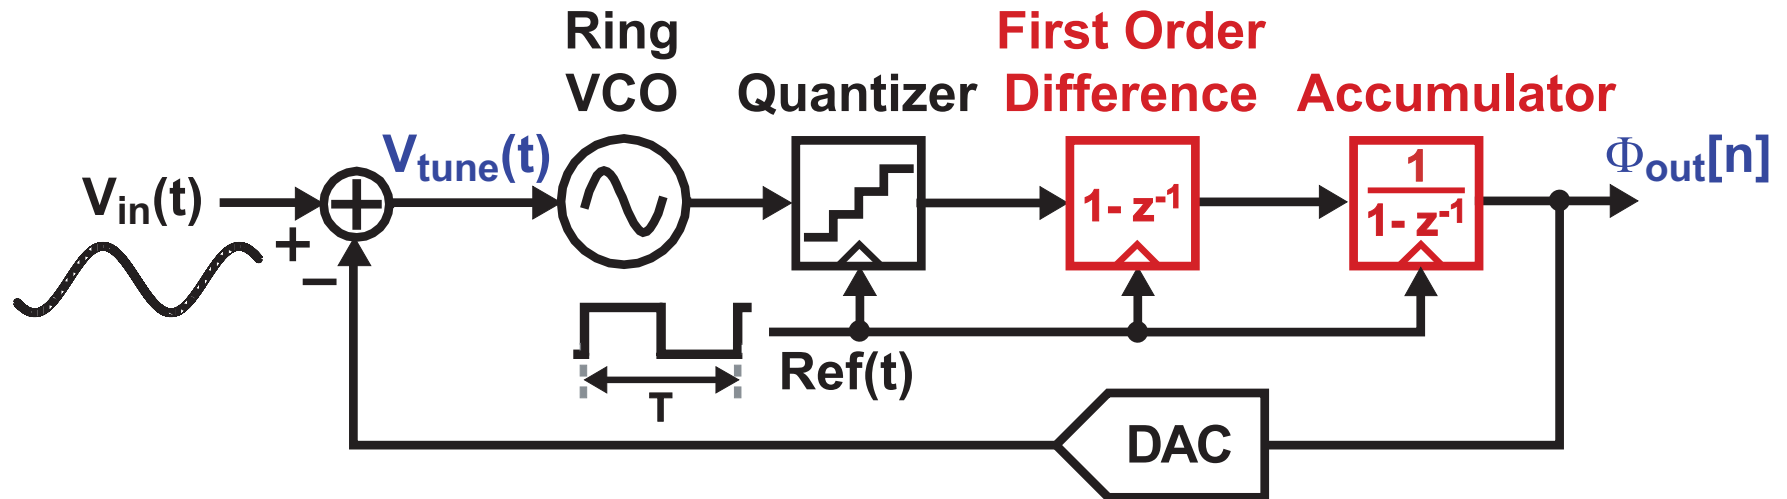 Ring
VCO
Quantizer
First Order
Difference
Accumulator
V_in(t)
+
−
V_tune(t)
1- z^-1
1
1- z^-1
Φ_out[n]
T
Ref(t)
DAC